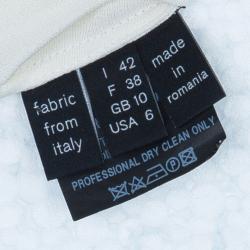 fabric
from
italy
I 42
F 38
GB 10
USA 6
made
in
romania
PROFESSIONAL DRY CLEAN ONLY